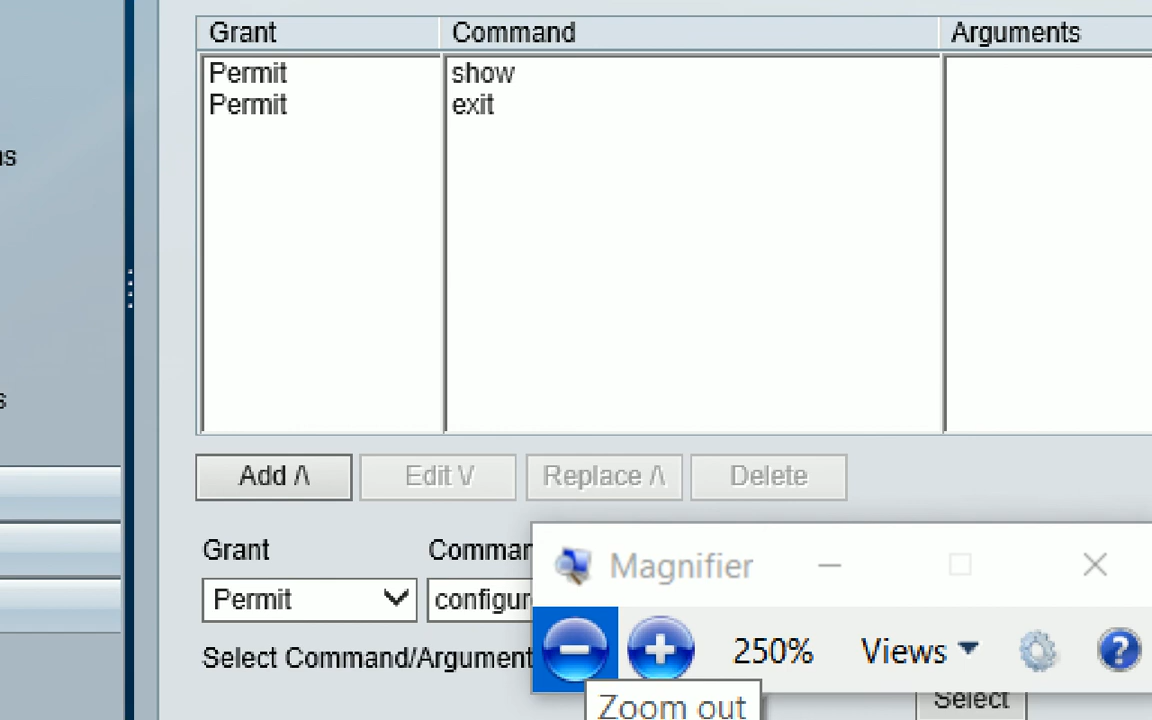 Grant Command Arguments
Permit show
Permit exit
Add /\ Edit \/ Replace /\ Delete
Grant
Permit
Select Command/Argument
Magnifier
250% Views
Zoom out
Select